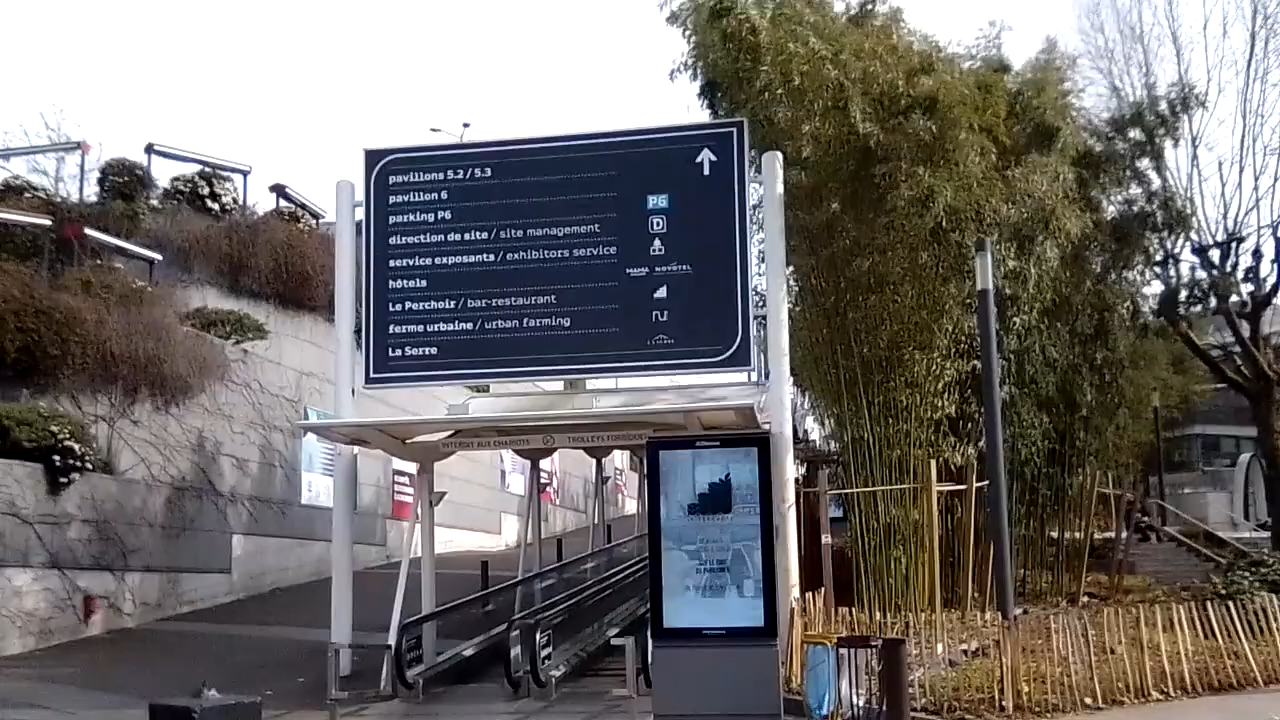 pavillons 5.2 / 5.3
pavillon 6
parking P6
P6
direction de site / site management
D
service exposants / exhibitors service
hôtels
MAMA NOVOTEL
Le Perchoir / bar-restaurant
ferme urbaine / urban farming
La Serre
INTERDIT AUX CHARIOTS TROLLEYS FORBIDDEN